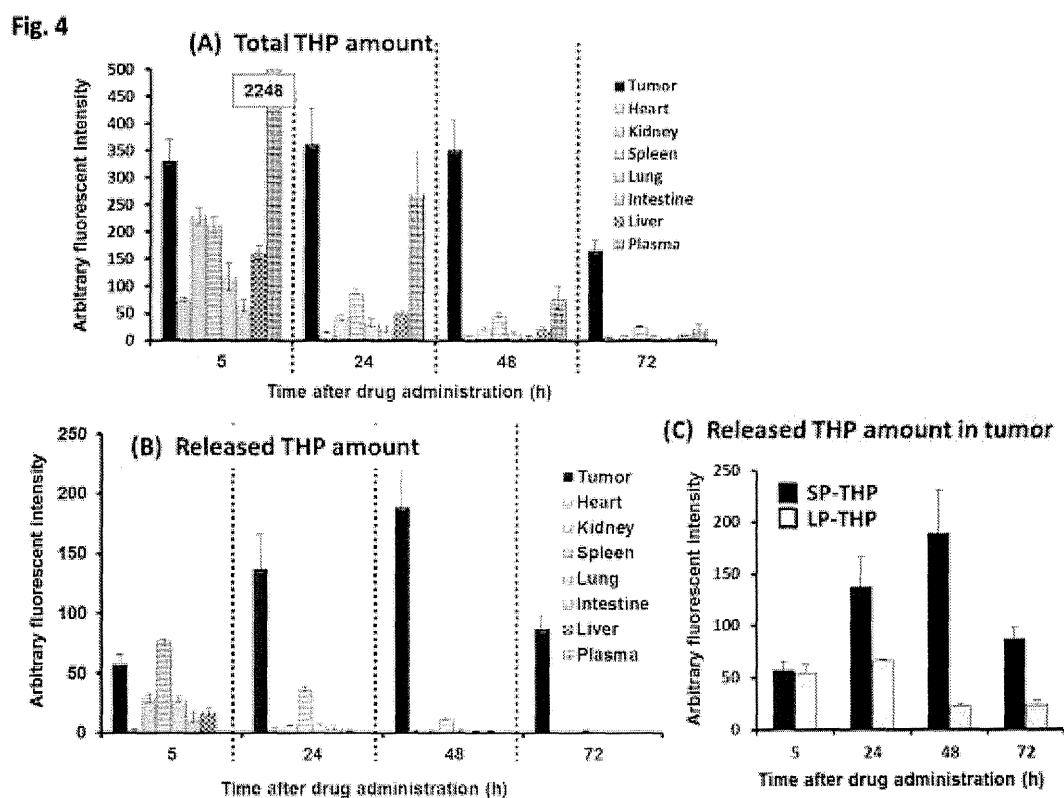 Fig. 4
(A) Total THP amount
Arbitrary fluorescent Intensity
500
450
400
350
300
250
200
150
100
50
0
2248
Tumor
Heart
Kidney
Spleen
Lung
Intestine
Liver
Plasma
5 24 48 72
Time after drug administration (h)
(B) Released THP amount
Arbitrary fluorescent intensity
250
200
150
100
50
0
Tumor
Heart
Kidney
Spleen
Lung
Intestine
Liver
Plasma
5 24 48 72
Time after drug administration (h)
(C) Released THP amount in tumor
Arbitrary fluorescent Intensity
250
200
150
100
50
0
SP-THP
LP-THP
5 24 48 72
Time after drug administration (h)